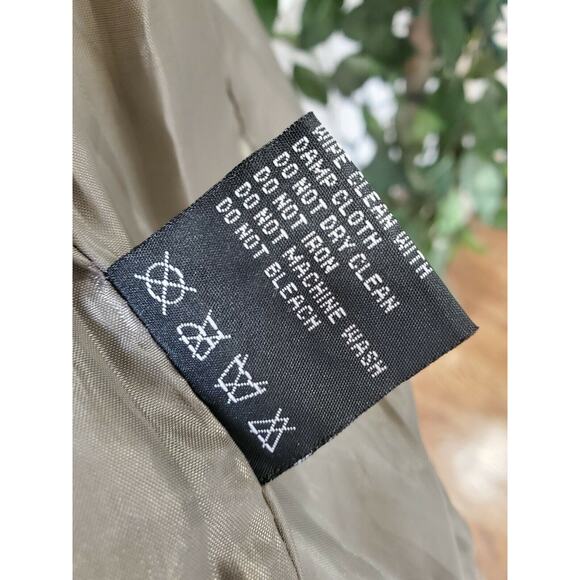 WIPE CLEAN WITH
DAMP CLOTH
DO NOT DRY CLEAN
DO NOT IRON
DO NOT MACHINE WASH
DO NOT BLEACH